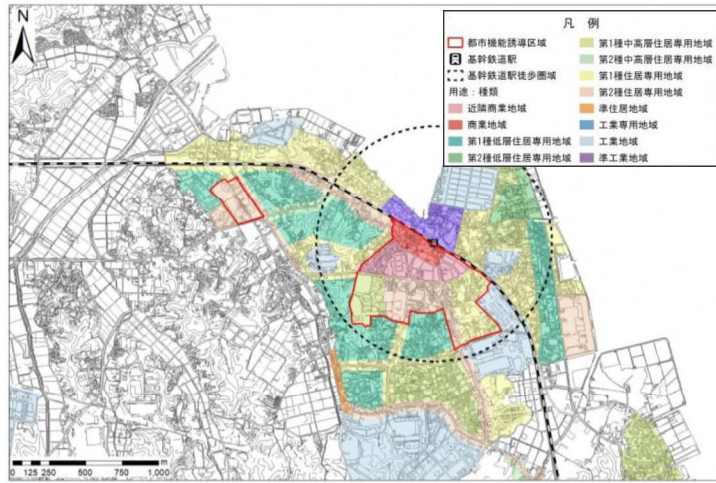 N
凡 例
都市機能誘導区域
基幹鉄道駅
基幹鉄道駅徒歩圏域
用途：種類
近隣商業地域
商業地域
第1種低層住居専用地域
第2種低層住居専用地域
第1種中高層住居専用地域
第2種中高層住居専用地域
第1種住居専用地域
第2種住居専用地域
準住居地域
工業専用地域
工業地域
準工業地域
0 125 250 500 750 1,000 m